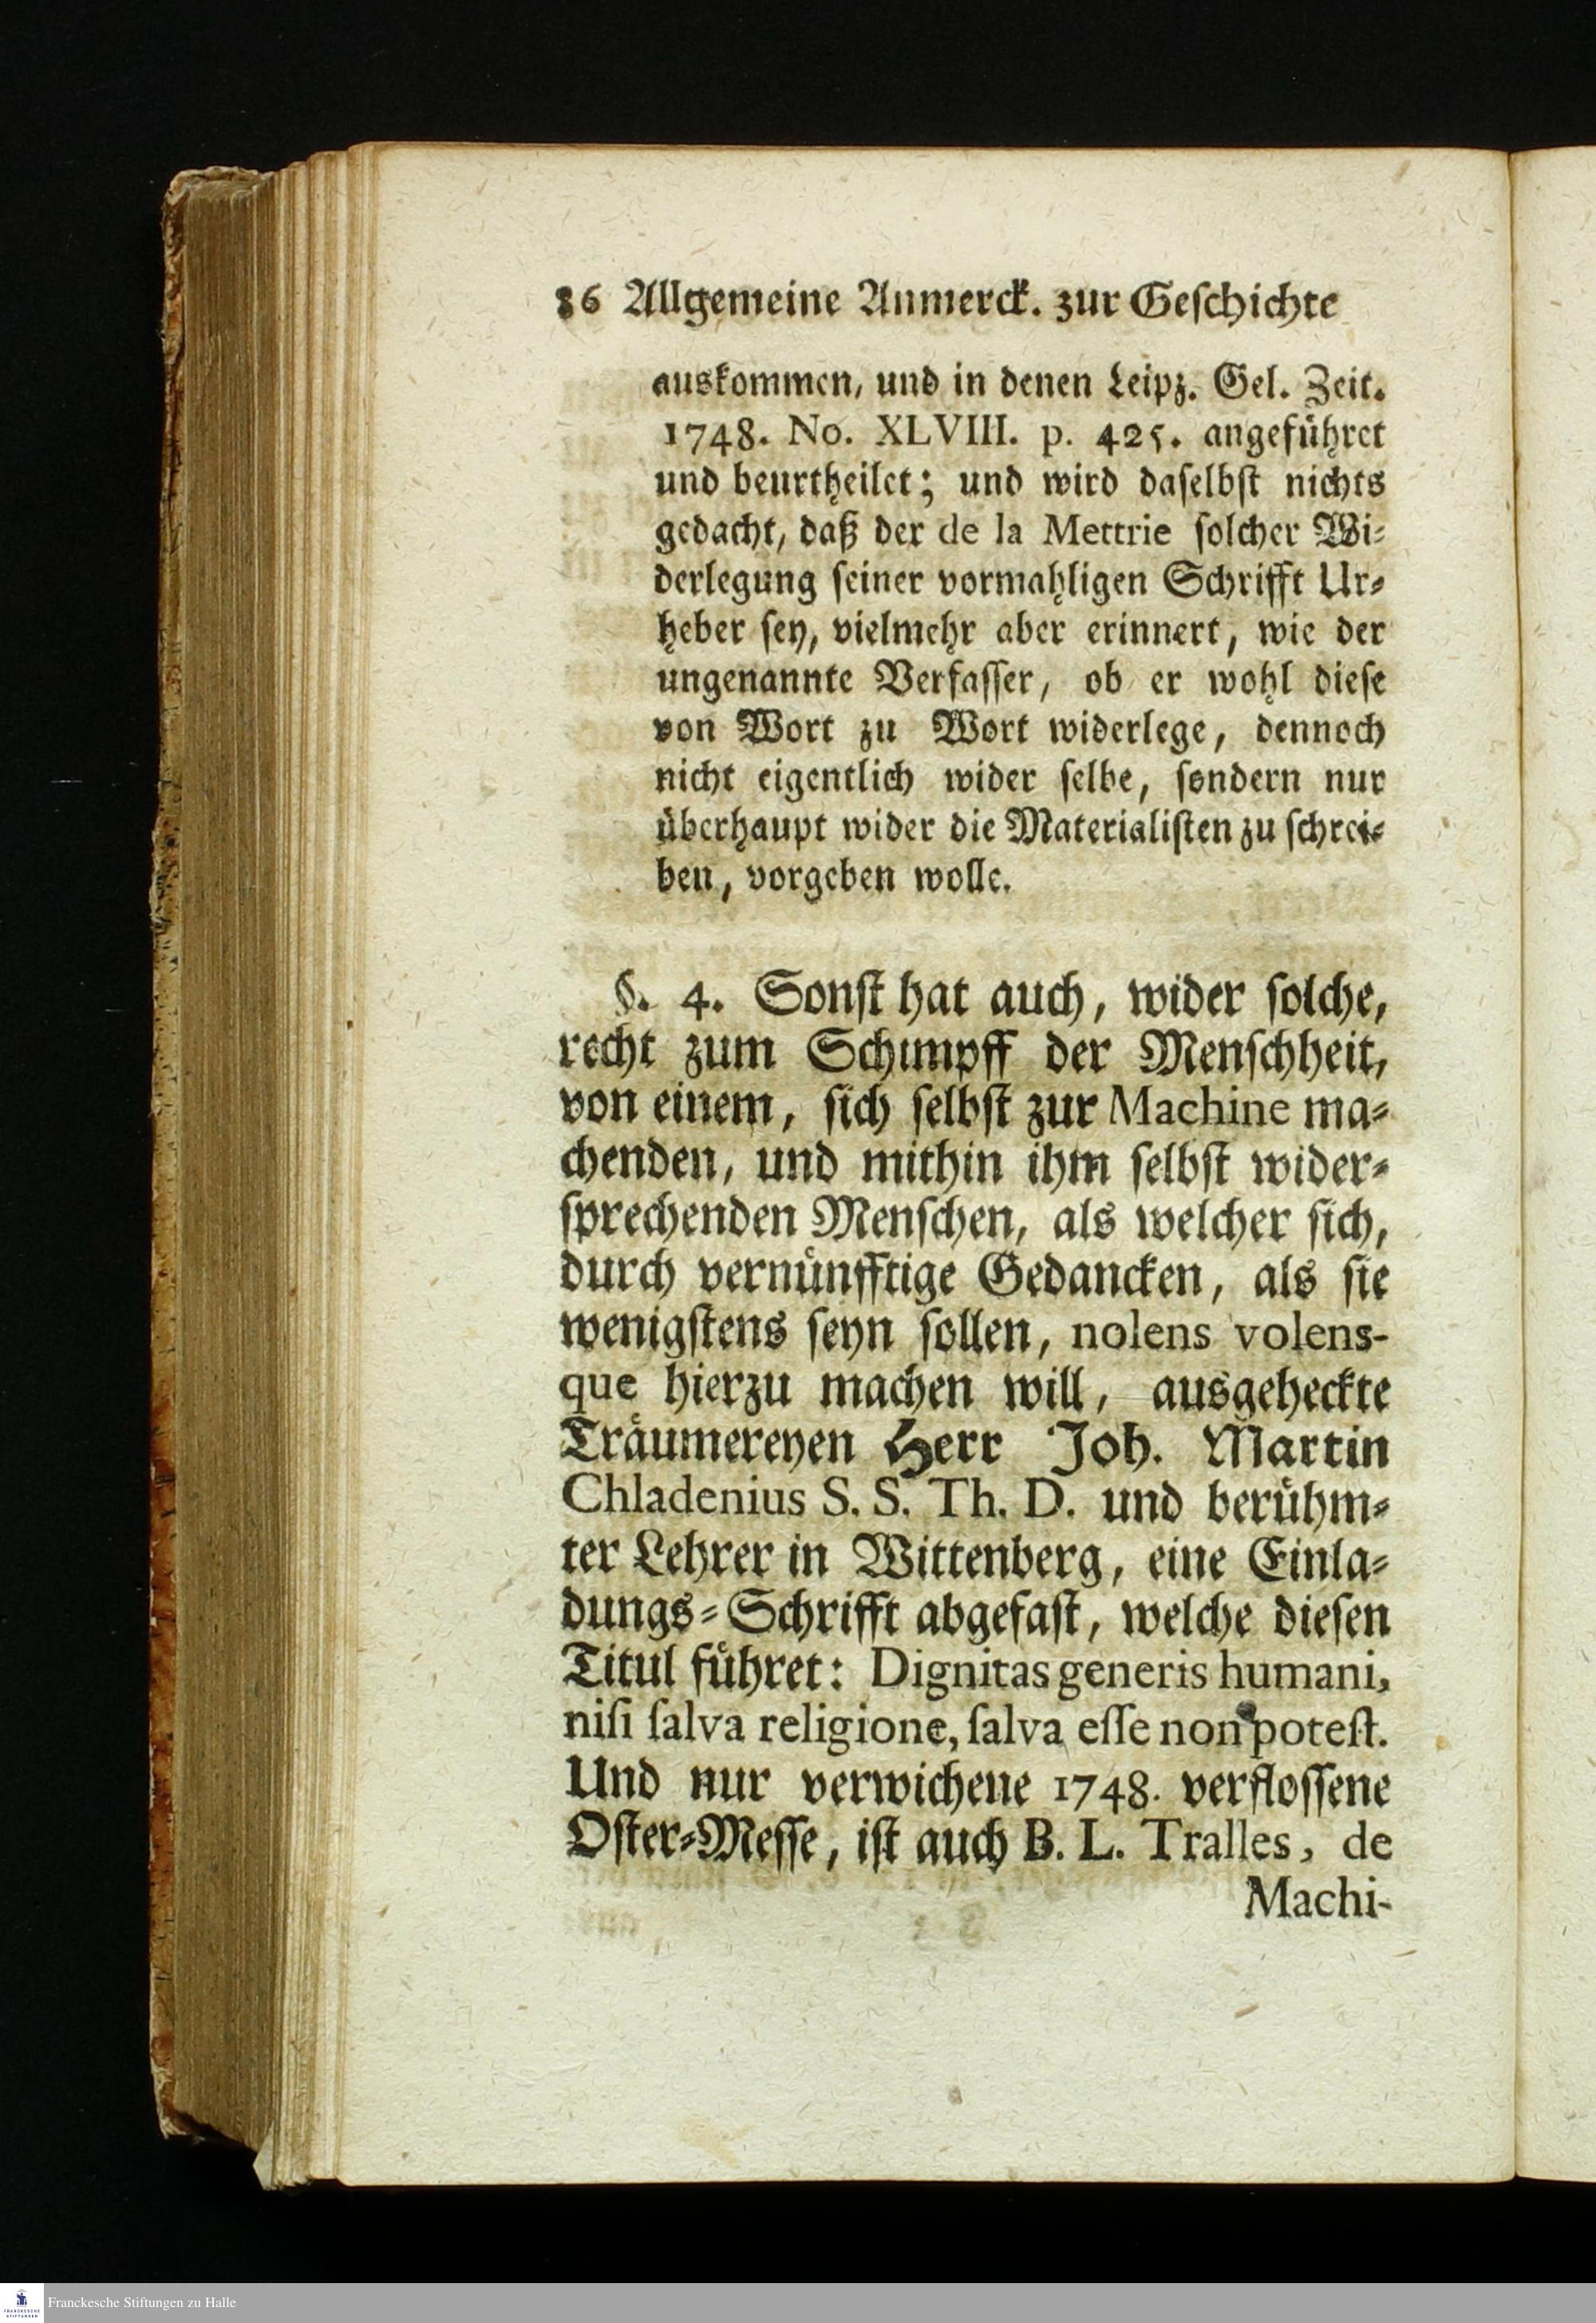 86 Allgemeine Anmerck. zur Geſchichte
auskommen, und in denen Leipz. Gel. Zeit.
1748. No. XLVIII. p. 425. angeführet
und beurtheilet; und wird daſelbſt nichts
gedacht, daß der de la Mettrie ſolcher Wi-
derlegung ſeiner vormahligen Schrifft Ur-
heber ſey, vielmehr aber erinnert, wie der
ungenannte Verfaſſer, ob er wohl dieſe
von Wort zu Wort widerlege, dennoch
nicht eigentlich wider ſelbe, ſondern nur
überhaupt wider die Materialiſten zu ſchrei-
ben, vorgeben wolle.
§. 4. Sonſt hat auch, wider ſolche,
recht zum Schimpff der Menſchheit,
von einem, ſich ſelbſt zur Machine ma-
chenden, und mithin ihm ſelbſt wider-
ſprechenden Menſchen, als welcher ſich,
durch vernünfftige Gedancken, als ſie
wenigſtens ſeyn ſollen, nolens volens-
que hierzu machen will, ausgeheckte
Träumereyen Herr Joh. Martin
Chladenius S. S. Th. D. und berühm-
ter Lehrer in Wittenberg, eine Einla-
dungs-Schrifft abgefaſt, welche dieſen
Titul führet: Dignitas generis humani,
niſi ſalva religione, ſalva eſſe non poteſt.
Und nur verwichene 1748. verfloſſene
Oſter-Meſſe, iſt auch B. L. Tralles, de
Machi-
FRANCKESCHE
STIFTUNGEN
Franckesche Stiftungen zu Halle